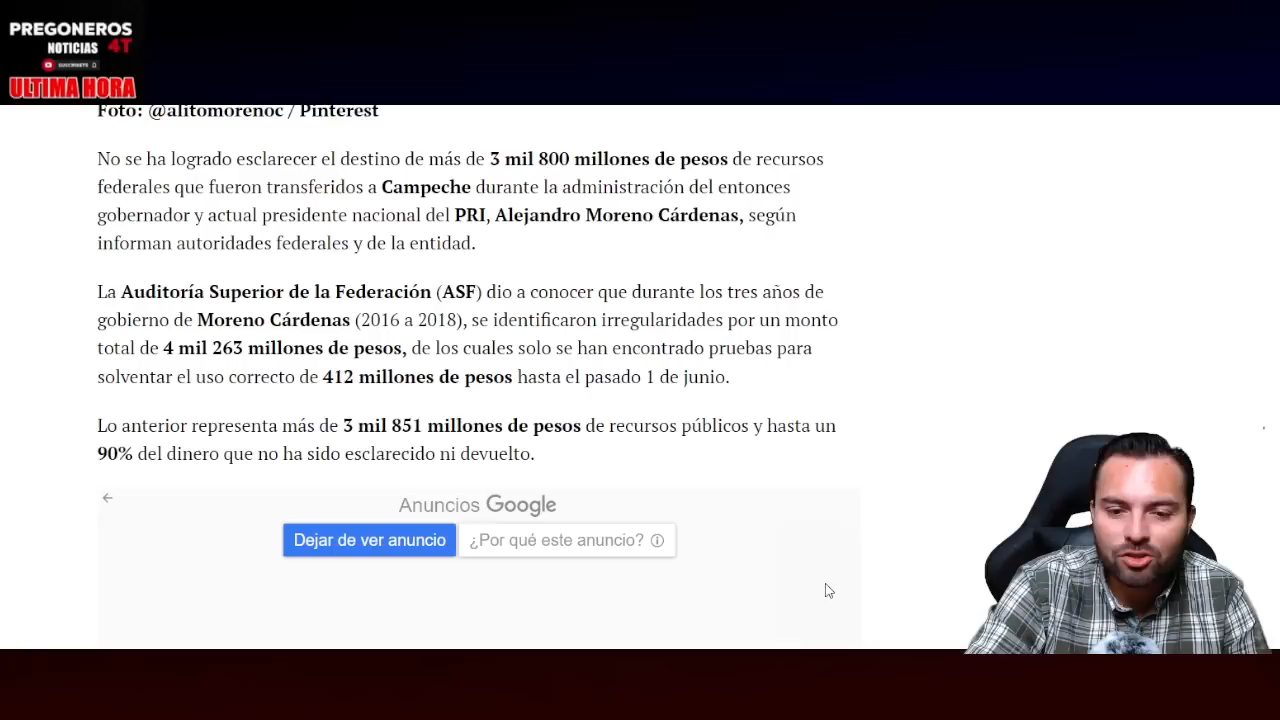 PREGONEROS
NOTICIAS 4T
SUSCRIBETE
ULTIMA HORA
Foto: @alitomorenoc / Pinterest
No se ha logrado esclarecer el destino de más de 3 mil 800 millones de pesos de recursos
federales que fueron transferidos a Campeche durante la administración del entonces
gobernador y actual presidente nacional del PRI, Alejandro Moreno Cárdenas, según
informan autoridades federales y de la entidad.
La Auditoría Superior de la Federación (ASF) dio a conocer que durante los tres años de
gobierno de Moreno Cárdenas (2016 a 2018), se identificaron irregularidades por un monto
total de 4 mil 263 millones de pesos, de los cuales solo se han encontrado pruebas para
solventar el uso correcto de 412 millones de pesos hasta el pasado 1 de junio.
Lo anterior representa más de 3 mil 851 millones de pesos de recursos públicos y hasta un
90% del dinero que no ha sido esclarecido ni devuelto.
Anuncios Google
Dejar de ver anuncio
¿Por qué este anuncio?